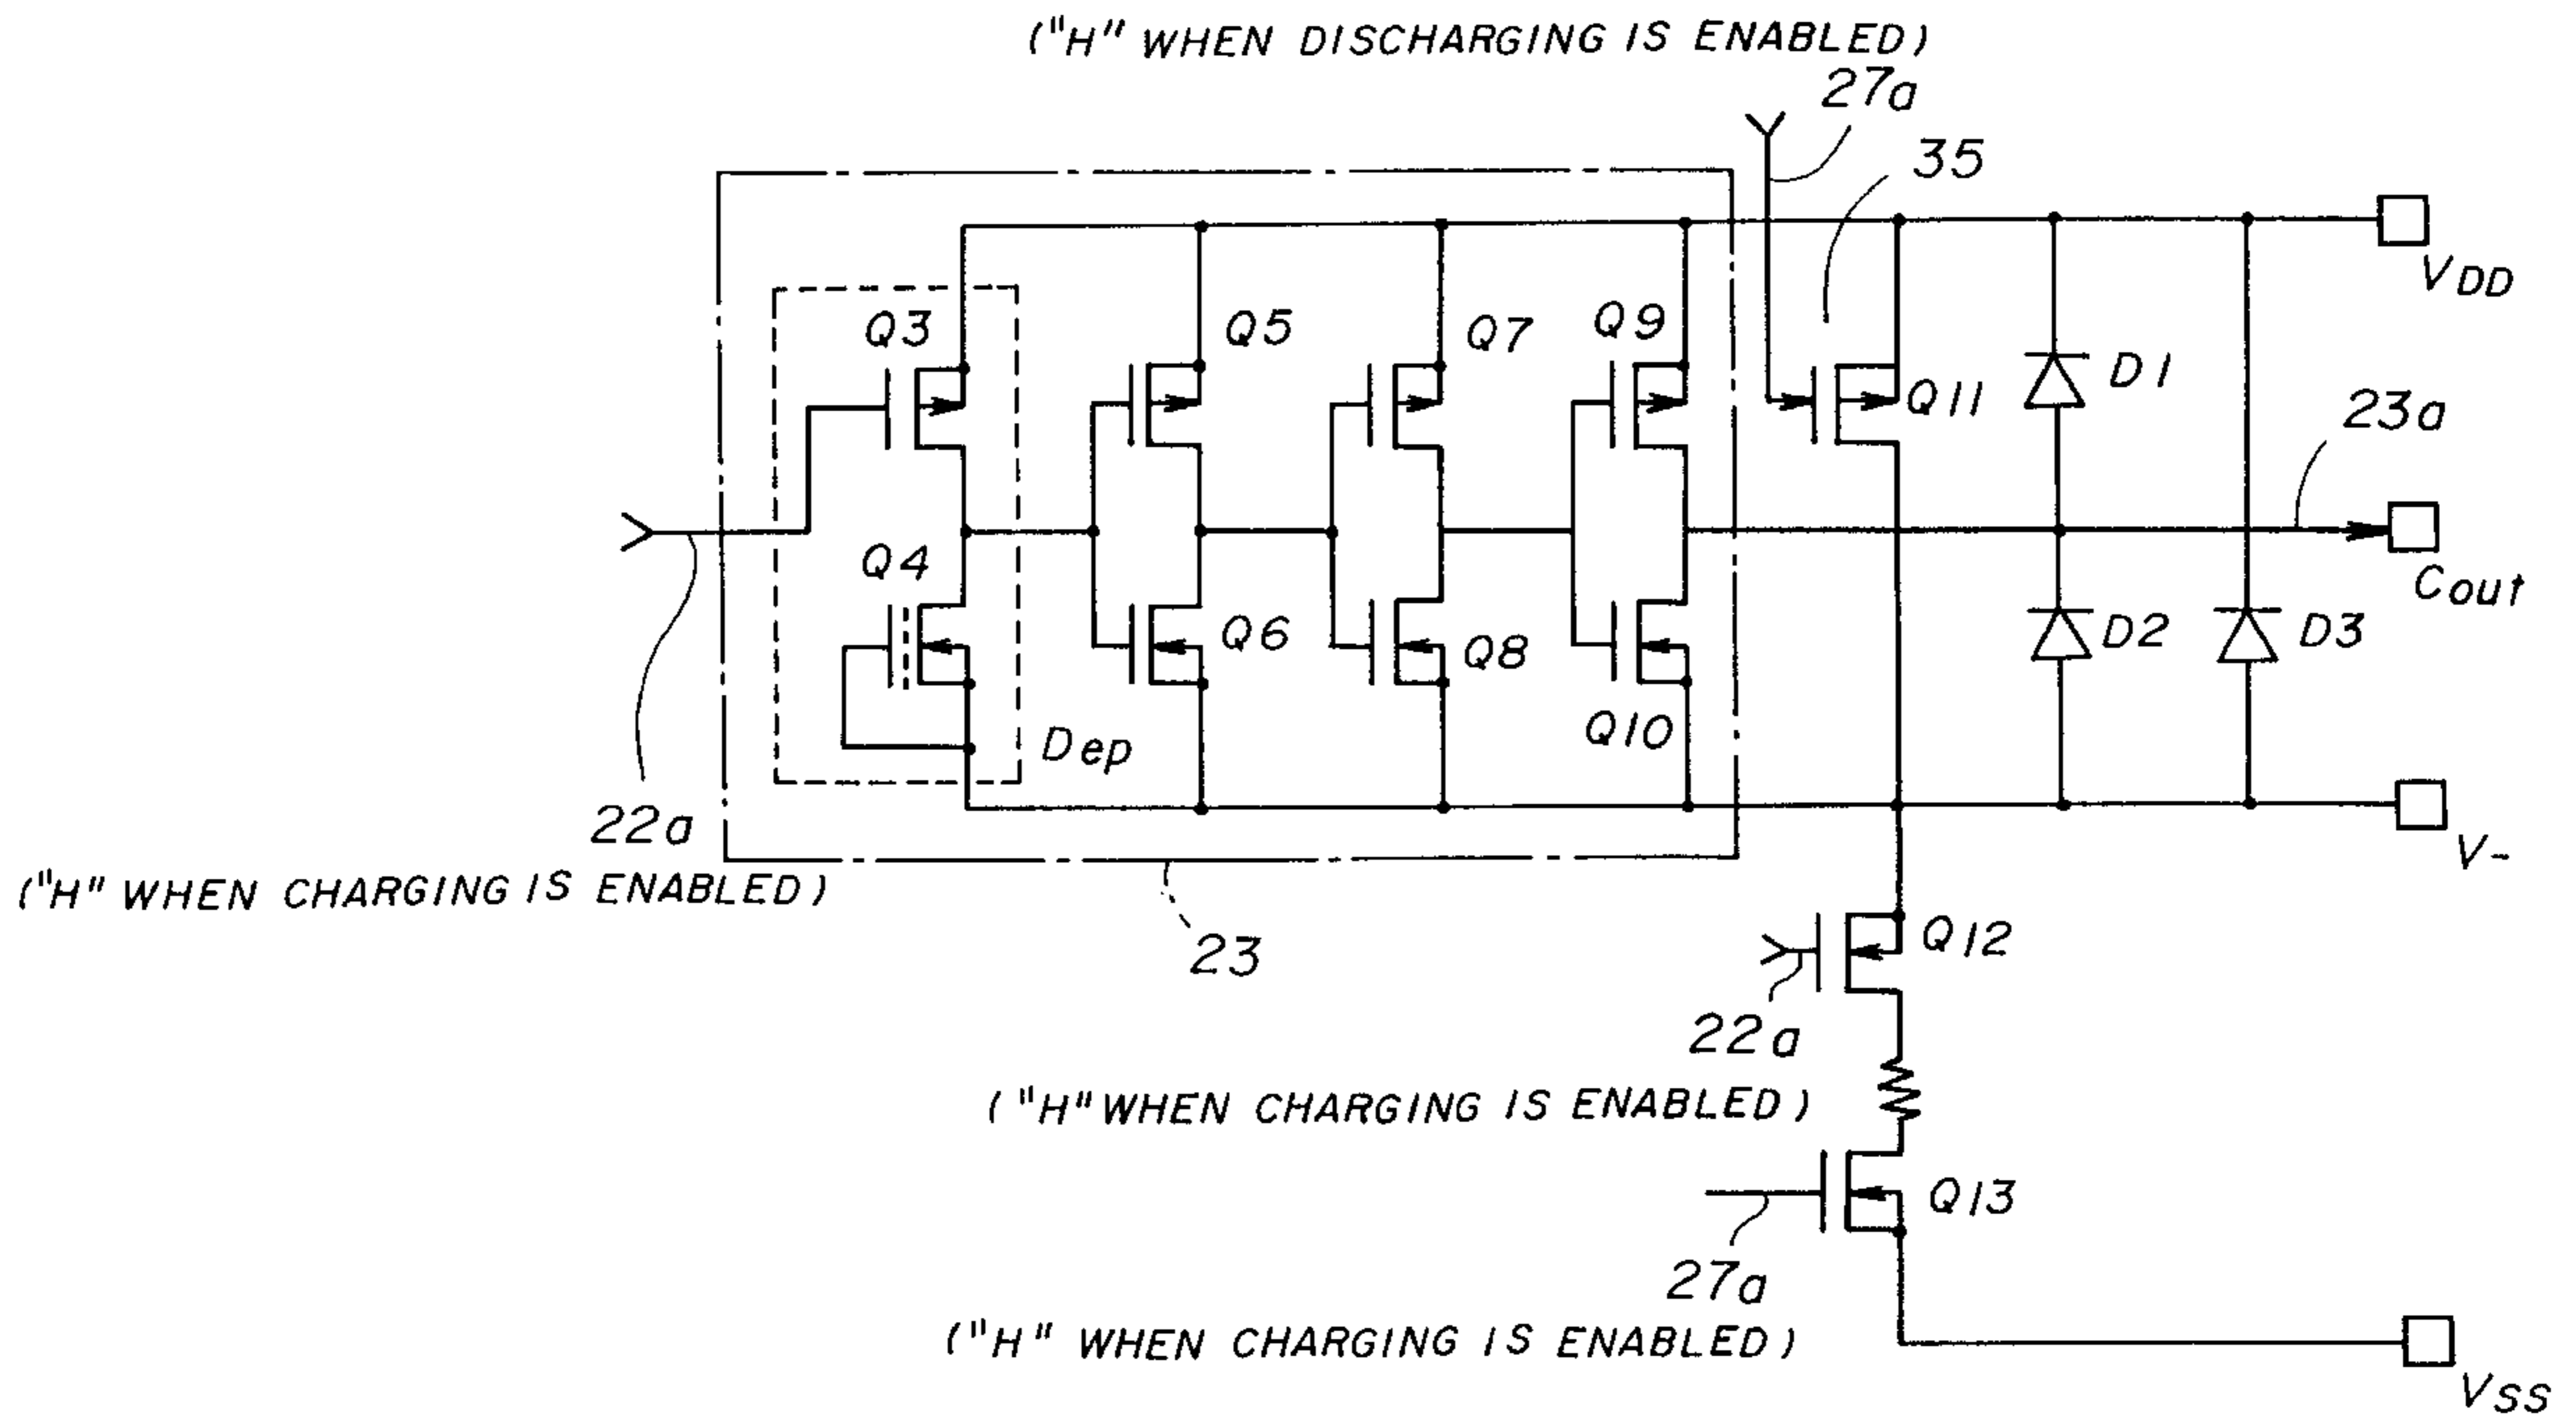 ("H" WHEN DISCHARGING IS ENABLED)
27a
35
VDD
Q3
Q5
Q7
Q9
Q11
D1
23a
Cout
Q4
Q6
Q8
Q10
D2
D3
Dep
22a
("H" WHEN CHARGING IS ENABLED)
V-
23
Q12
22a
("H" WHEN CHARGING IS ENABLED)
Q13
27a
("H" WHEN CHARGING IS ENABLED)
VSS